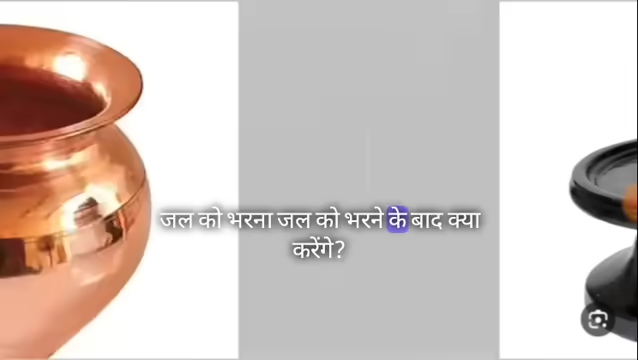 जल को भरना जल को भरने के बाद क्या
करेंगे?